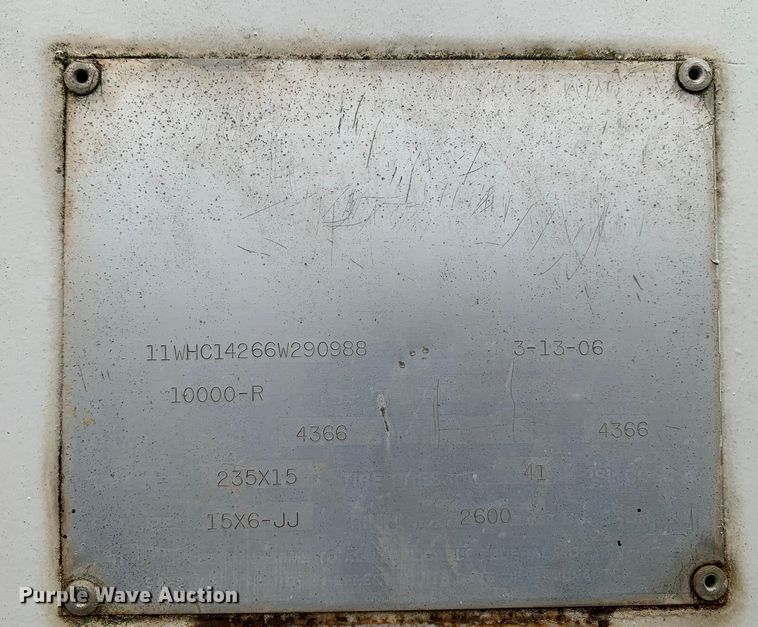 11WHC14266W290988 3-13-06
10000-R
4366 4366
235X15 41
15X6-JJ 2600
Purple Wave Auction